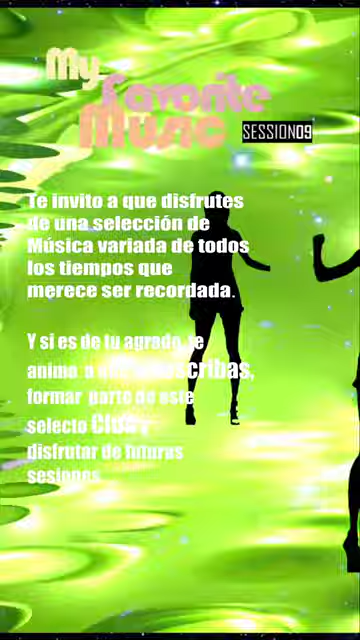 My
Favorite
Music SESSION09
Te invito a que disfrutes
de una selección de
Música variada de todos
los tiempos que
merece ser recordada.
Y si es de tu agrado, te
animo a que te suscribas,
formar parte de este
selecto Club y
disfrutar de futuras
sesiones